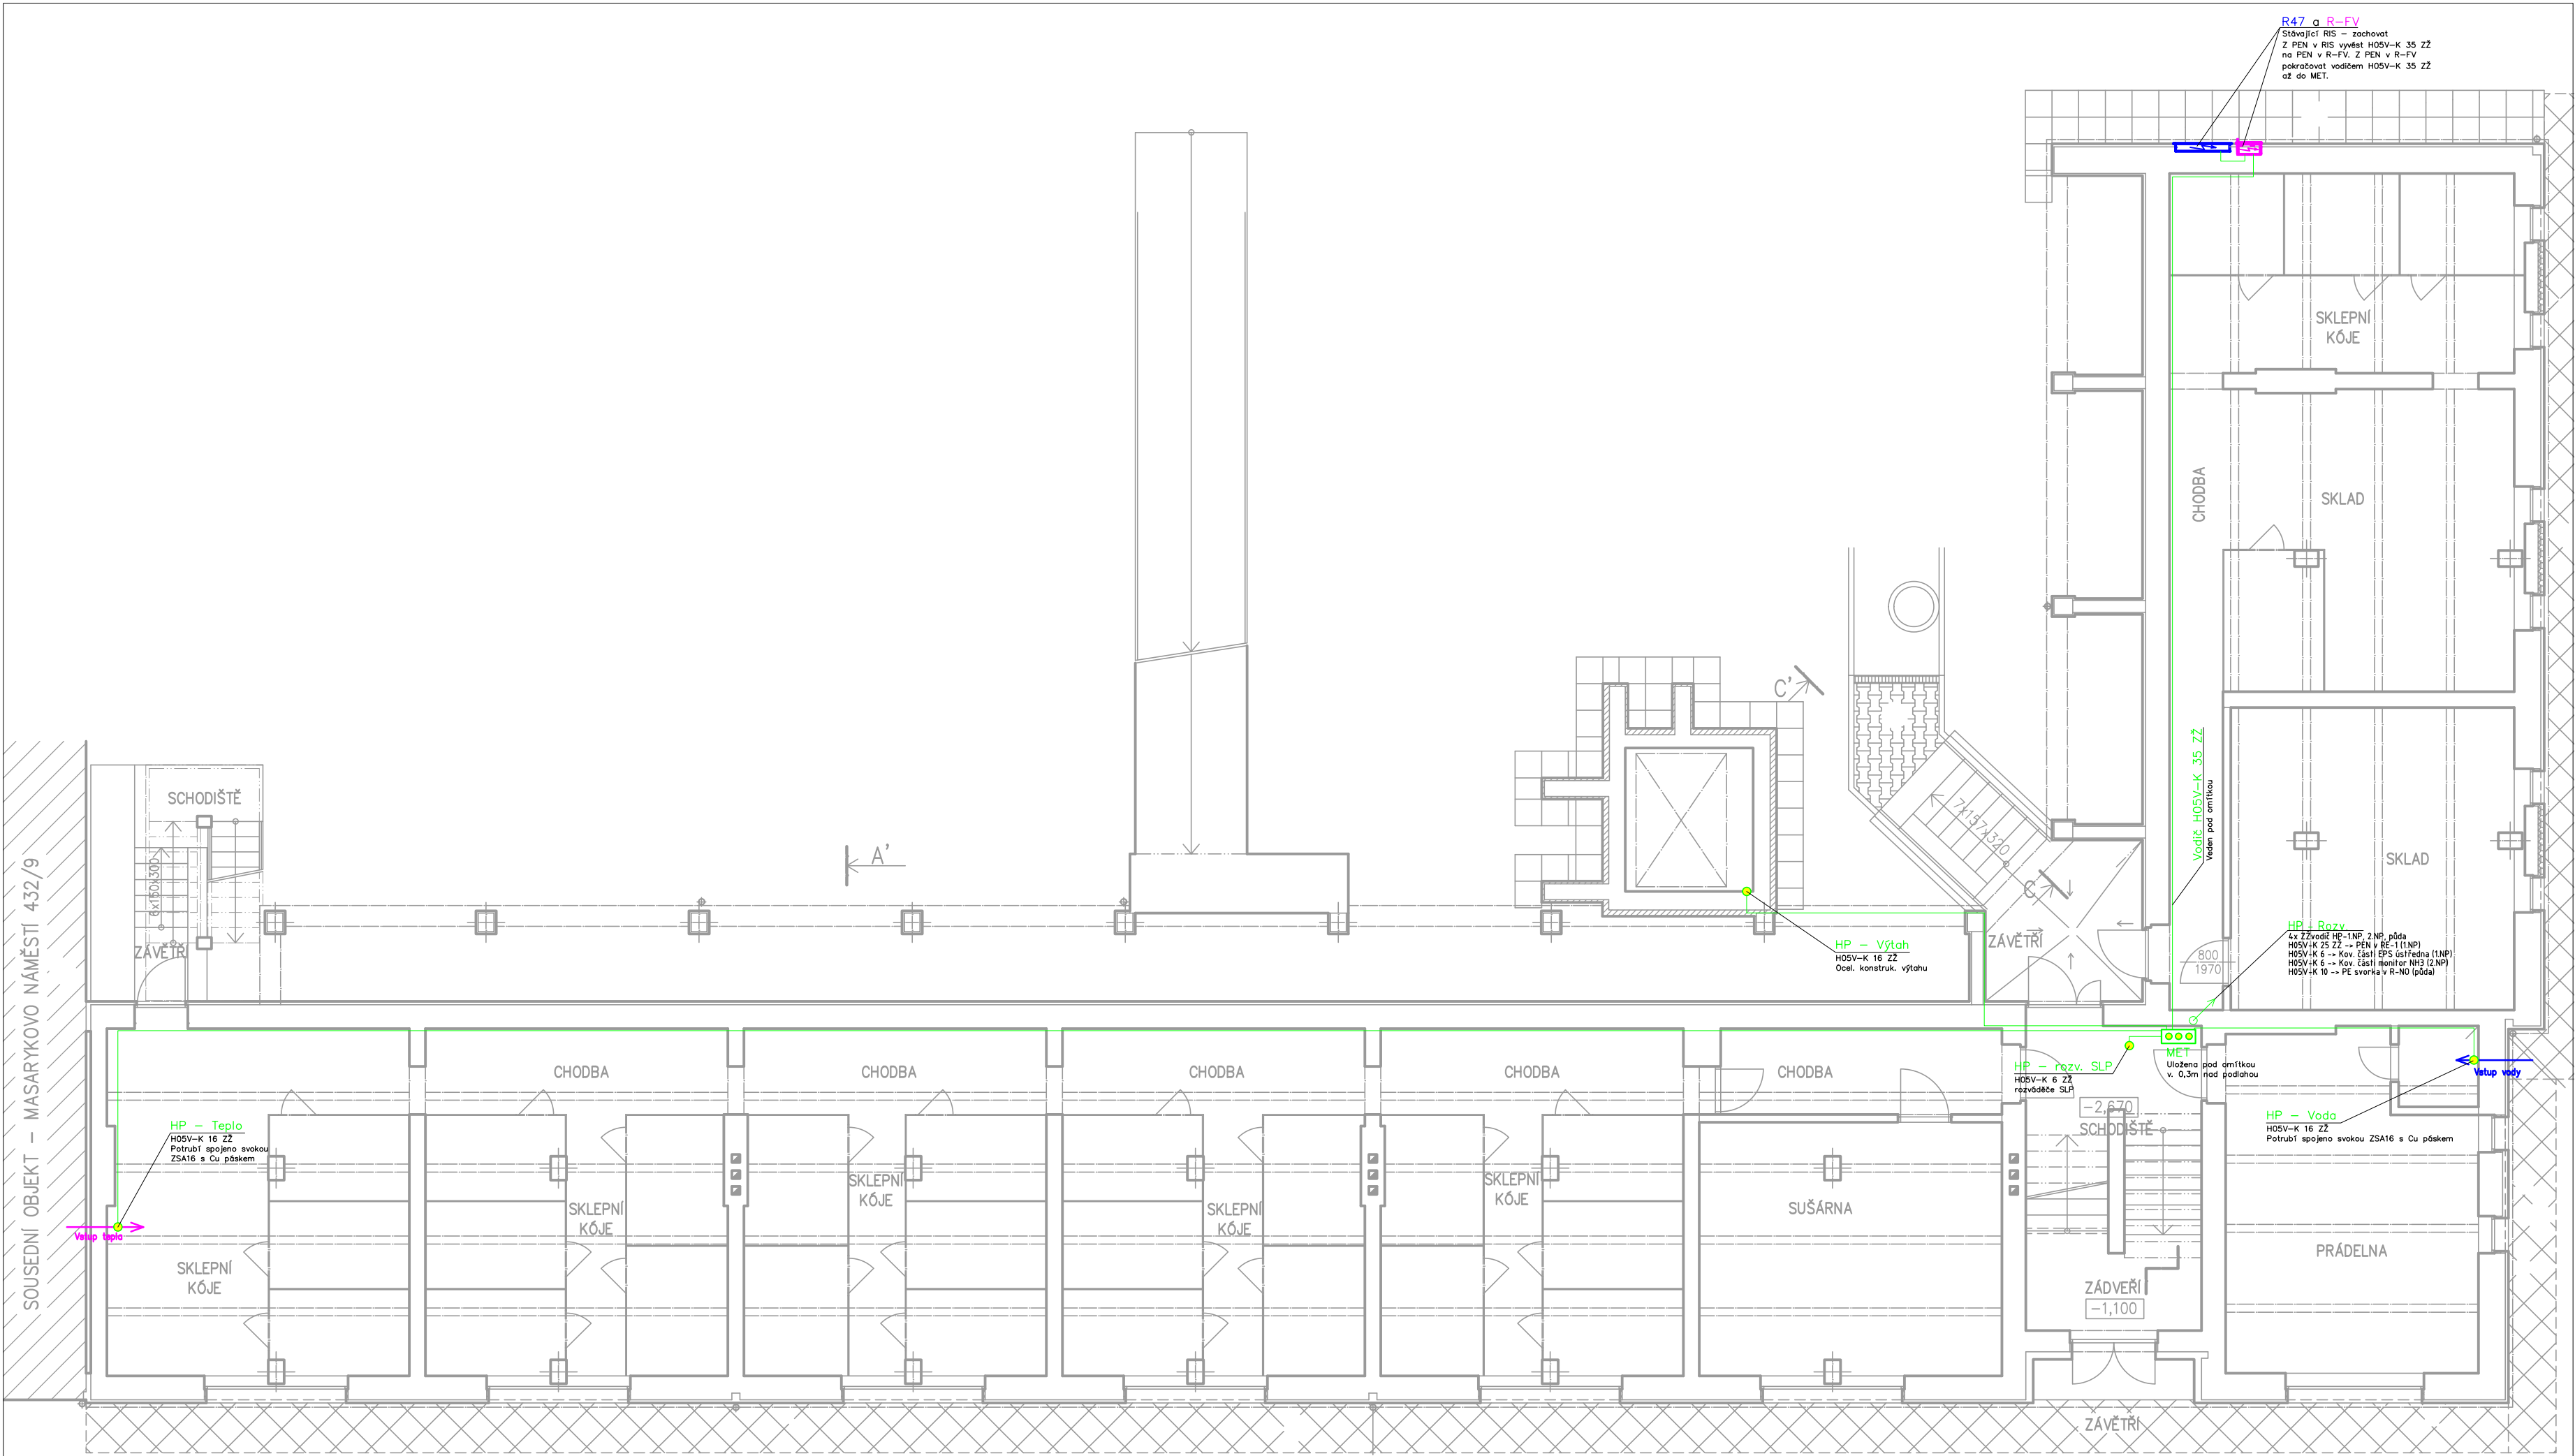 R47 a R-FV
Stávající RIS - zachovat
Z PEN v RIS vyvést H05V-K 35 ZŽ
na PEN v R-FV. Z PEN v R-FV
pokračovat vodičem H05V-K 35 ZŽ
až do MET.
SKLEPNÍ
KÓJE
CHODBA
SKLAD
C'
7x157x320
C
Vodič H05V-K 35 ZŽ
Veden pod omítkou
SKLAD
SCHODIŠTĚ
6x150x300
ZÁVĚTŘÍ
A'
SOUSEDNÍ OBJEKT - MASARYKOVO NÁMĚSTÍ 432/9
HP - Výtah
H05V-K 16 ZŽ
Ocel. konstruk. výtahu
ZÁVĚTŘÍ
800
1970
HP - Rozv.
4x ZŽvodič HP-1.NP, 2.NP, půda
H05V-K 25 ZŽ -> PEN v RE-1 (1.NP)
H05V-K 6 -> Kov. části EPS ústředna (1.NP)
H05V-K 6 -> Kov. části monitor NH3 (2.NP)
H05V-K 10 -> PE svorka v R-NO (půda)
CHODBA
CHODBA
CHODBA
CHODBA
CHODBA
HP - rozv. SLP
H05V-K 6 ZŽ
rozváděče SLP
MET
Uložena pod omítkou
v. 0,3m nad podlahou
Vstup vody
HP - Voda
H05V-K 16 ZŽ
Potrubí spojeno svokou ZSA16 s Cu páskem
-2,670
SCHODIŠTĚ
HP - Teplo
H05V-K 16 ZŽ
Potrubí spojeno svokou
ZSA16 s Cu páskem
Vstup tepla
SKLEPNÍ
KÓJE
SKLEPNÍ
KÓJE
SKLEPNÍ
KÓJE
SKLEPNÍ
KÓJE
SKLEPNÍ
KÓJE
SUŠÁRNA
PRÁDELNA
ZÁDVEŘÍ
-1,100
ZÁVĚTŘÍ